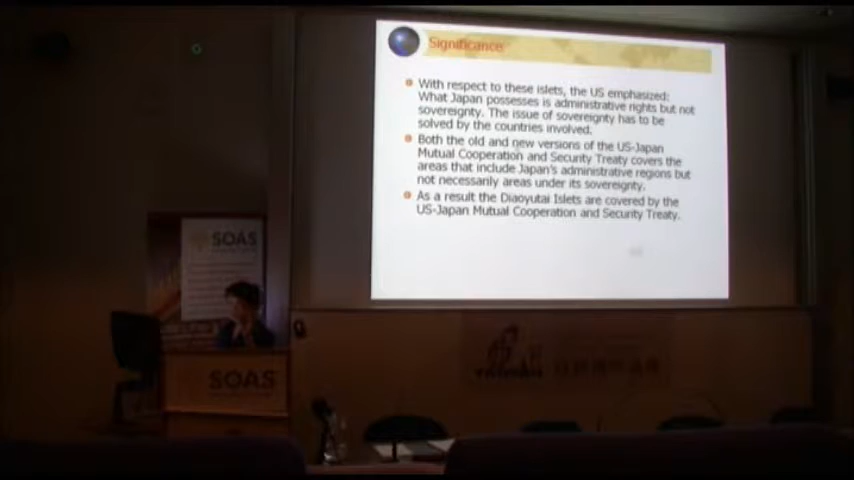 Significance
With respect to these islets, the US emphasized:
What Japan possesses is administrative rights but not
sovereignty. The issue of sovereignty has to be
solved by the countries involved.
Both the old and new versions of the US-Japan
Mutual Cooperation and Security Treaty covers the
areas that include Japan's administrative regions but
not necessarily areas under its sovereignty.
As a result the Diaoyutai Islets are covered by the
US-Japan Mutual Cooperation and Security Treaty.
SOAS
SOAS
TAIWAN